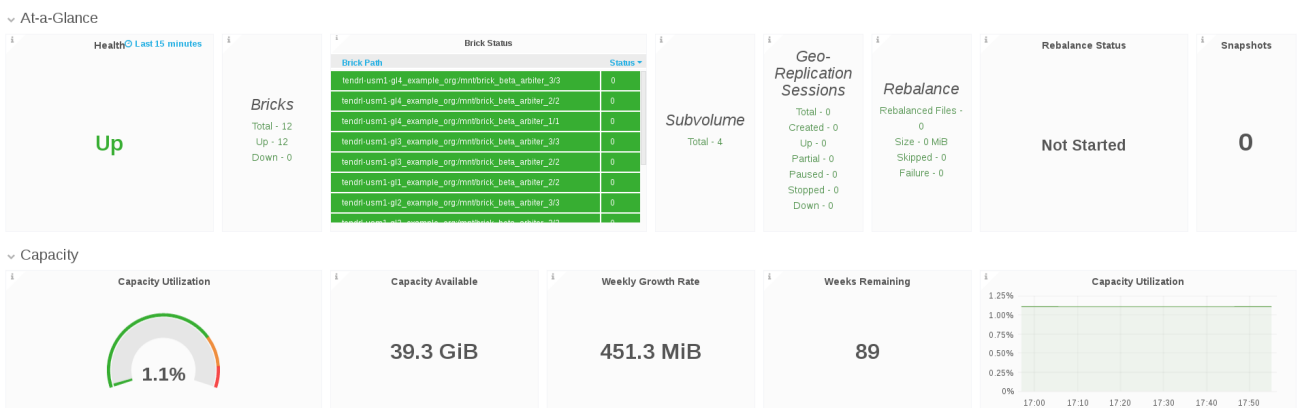 At-a-Glance
Health
Last 15 minutes
Up
Bricks
Total - 12
Up - 12
Down - 0
Brick Status
Brick Path Status
tendrl-usm1-gl4_example_org:/mnt/brick_beta_arbiter_3/3 0
tendrl-usm1-gl4_example_org:/mnt/brick_beta_arbiter_2/2 0
tendrl-usm1-gl4_example_org:/mnt/brick_beta_arbiter_1/1 0
tendrl-usm1-gl3_example_org:/mnt/brick_beta_arbiter_3/3 0
tendrl-usm1-gl3_example_org:/mnt/brick_beta_arbiter_2/2 0
tendrl-usm1-gl1_example_org:/mnt/brick_beta_arbiter_2/2 0
tendrl-usm1-gl2_example_org:/mnt/brick_beta_arbiter_3/3 0
Subvolume
Total - 4
Geo-
Replication
Sessions
Total - 0
Created - 0
Up - 0
Partial - 0
Paused - 0
Stopped - 0
Down - 0
Rebalance
Rebalanced Files -
0
Size - 0 MiB
Skipped - 0
Failure - 0
Rebalance Status
Not Started
Snapshots
0
Capacity
Capacity Utilization
1.1%
Capacity Available
39.3 GiB
Weekly Growth Rate
451.3 MiB
Weeks Remaining
89
Capacity Utilization
1.25%
1.00%
0.75%
0.50%
0.25%
0%
17:00 17:10 17:20 17:30 17:40 17:50